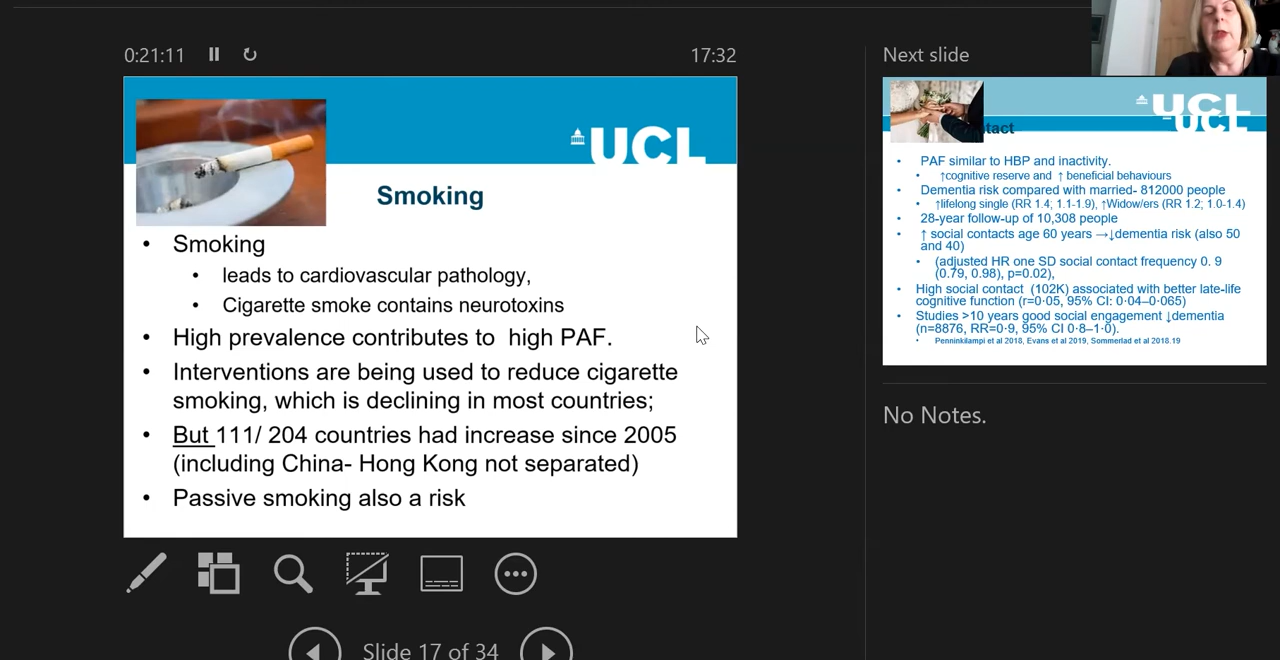 0:21:11
17:32
UCL
Smoking
• Smoking
• leads to cardiovascular pathology,
• Cigarette smoke contains neurotoxins
• High prevalence contributes to high PAF.
• Interventions are being used to reduce cigarette
smoking, which is declining in most countries;
• But 111/ 204 countries had increase since 2005
(including China- Hong Kong not separated)
• Passive smoking also a risk
Slide 17 of 34
Next slide
UCL
UCL
• PAF similar to HBP and inactivity.
• ↑cognitive reserve and ↑ beneficial behaviours
• Dementia risk compared with married- 812000 people
• ↑lifelong single (RR 1.4; 1.1-1.9), ↑Widow/ers (RR 1.2; 1.0-1.4)
• 28-year follow-up of 10,308 people
• ↑ social contacts age 60 years →↓dementia risk (also 50
and 40)
• (adjusted HR one SD social contact frequency 0. 9
(0.79, 0.98), p=0.02),
• High social contact (102K) associated with better late-life
cognitive function (r=0·05, 95% CI: 0·04–0·065)
• Studies >10 years good social engagement ↓dementia
(n=8876, RR=0·9, 95% CI 0·8–1·0).
• Penninkilampi et al 2018, Evans et al 2019, Sommerlad et al 2018.19
No Notes.